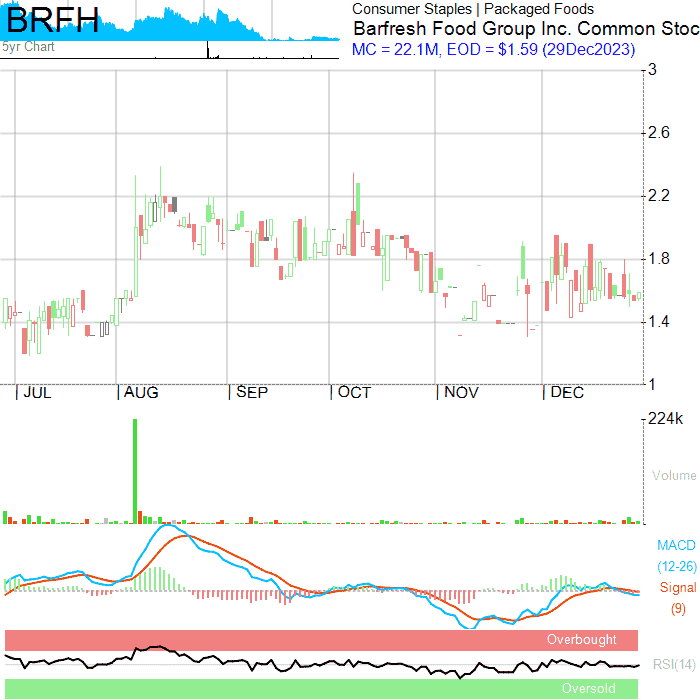 BRFH
5yr Chart
Consumer Staples | Packaged Foods
Barfresh Food Group Inc. Common Stoc
MC = 22.1M, EOD = $1.59 (29Dec2023)
3
2.6
2.2
1.8
1.4
1
JUL AUG SEP OCT NOV DEC
224k
Volume
MACD
(12-26)
Signal
(9)
Overbought
RSI(14)
Oversold